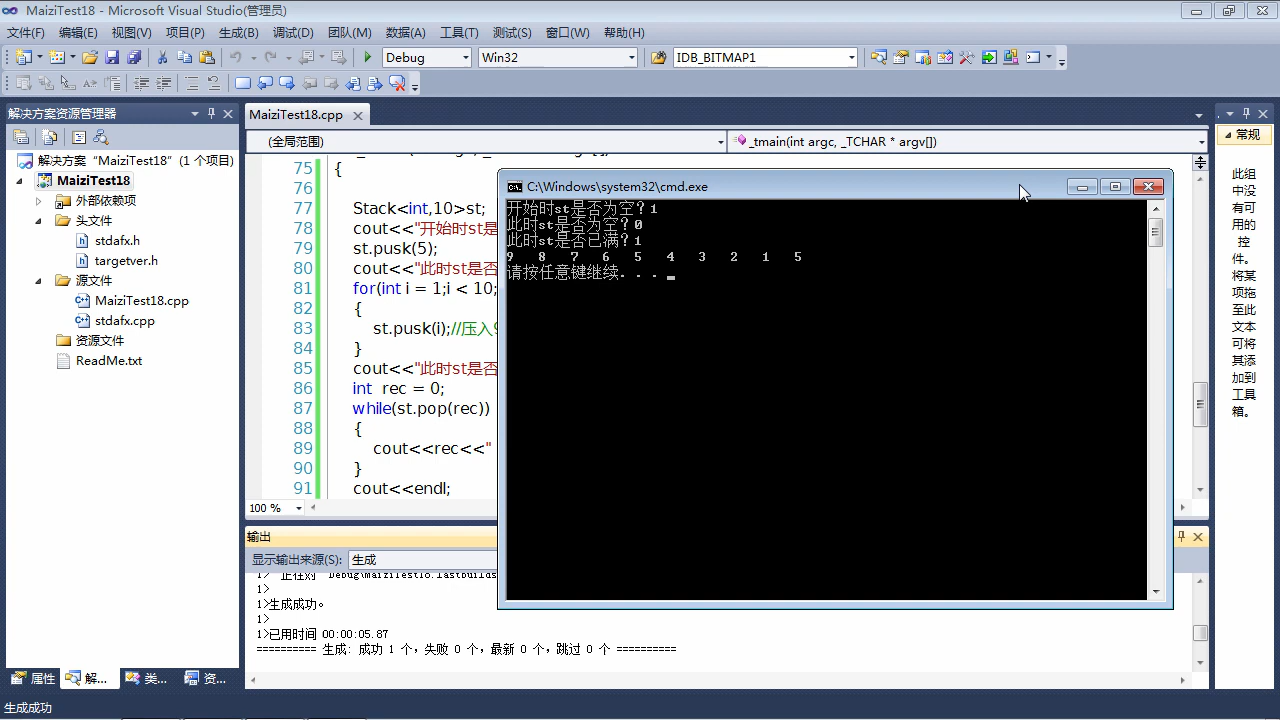 MaiziTest18 - Microsoft Visual Studio(管理员)
文件(F) 编辑(E) 视图(V) 项目(P) 生成(B) 调试(D) 团队(M) 数据(A) 工具(T) 测试(S) 窗口(W) 帮助(H)
Debug Win32 IDB_BITMAP1
解决方案资源管理器
解决方案 "MaiziTest18" (1 个项目)
MaiziTest18
外部依赖项
头文件
stdafx.h
targetver.h
源文件
MaiziTest18.cpp
stdafx.cpp
资源文件
ReadMe.txt
属性 解... 类... 资...
MaiziTest18.cpp
(全局范围) _tmain(int argc, _TCHAR * argv[])
75 {
76
77 Stack<int,10>st;
78 cout<<"开始时st是
79 st.pusk(5);
80 cout<<"此时st是否
81 for(int i = 1;i < 10;
82 {
83 st.pusk(i);//压入
84 }
85 cout<<"此时st是否
86 int rec = 0;
87 while(st.pop(rec))
88 {
89 cout<<rec<<"
90 }
91 cout<<endl;
100 %
C:\Windows\system32\cmd.exe
开始时st是否为空？1
此时st是否为空？0
此时st是否已满？1
9 8 7 6 5 4 3 2 1 5
请按任意键继续. . .
输出
显示输出来源(S): 生成
1>
1>生成成功。
1>
1>已用时间 00:00:05.87
========== 生成: 成功 1 个，失败 0 个，最新 0 个，跳过 0 个 ==========
常规
此组
中没
有可
用的
控
件。
将某
项拖
至此
文本
可将
其添
加到
工具
箱。
生成成功